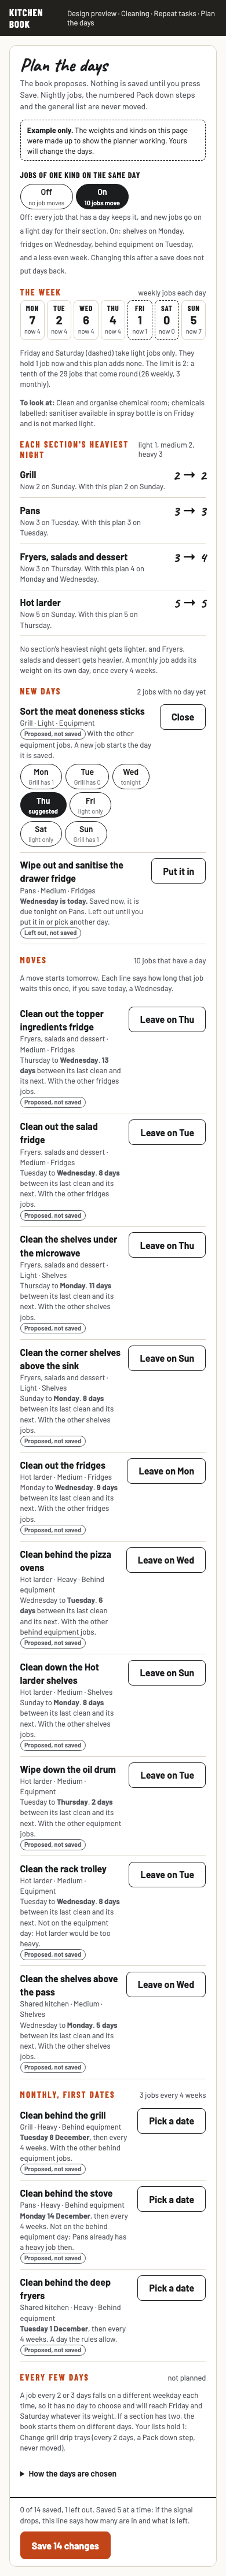 KITCHEN BOOK
Design preview · Cleaning · Repeat tasks · Plan the days
Plan the days
The book proposes. Nothing is saved until you
press Save. Nightly jobs, the numbered Pack down steps
and the general list are never moved.
Example only. The weights and kinds on this page
were made up to show the planner working. Yours
will change the days.
JOBS OF ONE KIND ON THE SAME DAY
Off
no job moves
On
10 jobs move
Off: every job that has a day keeps it, and new jobs go on
a light day for their section. On: shelves on Monday,
fridges on Wednesday, behind equipment on Tuesday,
and a less even week. Changing this after a save does not
put days back.
THE WEEK
weekly jobs each day
MON
7
now 4
TUE
2
now 4
WED
6
now 4
THU
4
now 4
FRI
1
now 1
SAT
0
now 0
SUN
5
now 7
Friday and Saturday (dashed) take light jobs only. They
hold 1 job now and this plan adds none. The limit is 2: a
tenth of the 29 jobs that come round (26 weekly, 3
monthly).
To look at: Clean and organise chemical room; chemicals
labelled; sanitiser available in spray bottle is on Friday
and is not marked light.
EACH SECTION'S HEAVIEST NIGHT
light 1, medium 2, heavy 3
Grill
Now 2 on Sunday. With this plan 2 on Sunday.
2 → 2
Pans
Now 3 on Tuesday. With this plan 3 on
Tuesday.
3 → 3
Fryers, salads and dessert
Now 3 on Thursday. With this plan 4 on
Monday and Wednesday.
3 → 4
Hot larder
Now 5 on Sunday. With this plan 5 on
Thursday.
5 → 5
No section's heaviest night gets lighter, and Fryers,
salads and dessert gets heavier. A monthly job adds its
weight on its own day, once every 4 weeks.
NEW DAYS
2 jobs with no day yet
Sort the meat doneness sticks
Grill · Light · Equipment
Proposed, not saved With the other
equipment jobs. A new job starts the day
it is saved.
Close
Mon
Grill has 1
Tue
Grill has 0
Wed
tonight
Thu
suggested
Fri
light only
Sat
light only
Sun
Grill has 1
Wipe out and sanitise the
drawer fridge
Pans · Medium · Fridges
Wednesday is today. Saved now, it is
due tonight on Pans. Left out until you
put it in or pick another day.
Left out, not saved
Put it in
MOVES
10 jobs that have a day
A move starts tomorrow. Each line says how long that job
waits this once, if you save today, a Wednesday.
Clean out the topper
ingredients fridge
Fryers, salads and dessert ·
Medium · Fridges
Thursday to Wednesday. 13
days between its last clean and
its next. With the other fridges
jobs.
Proposed, not saved
Leave on Thu
Clean out the salad
fridge
Fryers, salads and dessert ·
Medium · Fridges
Tuesday to Wednesday. 8 days
between its last clean and its
next. With the other fridges
jobs.
Proposed, not saved
Leave on Tue
Clean the shelves under
the microwave
Fryers, salads and dessert ·
Light · Shelves
Thursday to Monday. 11 days
between its last clean and its
next. With the other shelves
jobs.
Proposed, not saved
Leave on Thu
Clean the corner shelves
above the sink
Fryers, salads and dessert ·
Light · Shelves
Sunday to Monday. 8 days
between its last clean and its
next. With the other shelves
jobs.
Proposed, not saved
Leave on Sun
Clean out the fridges
Hot larder · Medium · Fridges
Monday to Wednesday. 9 days
between its last clean and its
next. With the other fridges
jobs.
Proposed, not saved
Leave on Mon
Clean behind the pizza
ovens
Hot larder · Heavy · Behind
equipment
Wednesday to Tuesday. 6
days between its last clean
and its next. With the other
behind equipment jobs.
Proposed, not saved
Leave on Wed
Clean down the Hot
larder shelves
Hot larder · Medium · Shelves
Sunday to Monday. 8 days
between its last clean and its
next. With the other shelves
jobs.
Proposed, not saved
Leave on Sun
Wipe down the oil drum
Hot larder · Medium ·
Equipment
Tuesday to Thursday. 2 days
between its last clean and its
next. With the other equipment
jobs.
Proposed, not saved
Leave on Tue
Clean the rack trolley
Hot larder · Medium ·
Equipment
Tuesday to Wednesday. 8 days
between its last clean and its
next. Not on the equipment
day: Hot larder would be too
heavy.
Proposed, not saved
Leave on Tue
Clean the shelves above
the pass
Shared kitchen · Medium ·
Shelves
Wednesday to Monday. 5 days
between its last clean and its
next. With the other shelves
jobs.
Proposed, not saved
Leave on Wed
MONTHLY, FIRST DATES
3 jobs every 4 weeks
Clean behind the grill
Grill · Heavy · Behind equipment
Tuesday 8 December, then every
4 weeks. With the other behind
equipment jobs.
Proposed, not saved
Pick a date
Clean behind the stove
Pans · Heavy · Behind equipment
Monday 14 December, then every
4 weeks. Not on the behind
equipment day: Pans already has
a heavy job then.
Proposed, not saved
Pick a date
Clean behind the deep
fryers
Shared kitchen · Heavy · Behind
equipment
Tuesday 1 December, then every
4 weeks. A day the rules allow.
Proposed, not saved
Pick a date
EVERY FEW DAYS
not planned
A job every 2 or 3 days falls on a different weekday each
time, so it has no day to choose and will reach Friday and
Saturday whatever its weight. If a section has two, the
book starts them on different days. Your lists hold 1:
Change grill drip trays (every 2 days, a Pack down step,
never moved).
▶ How the days are chosen
0 of 14 saved, 1 left out. Saved 5 at a time: if the signal
drops, this line says how many are in and what is left.
Save 14 changes